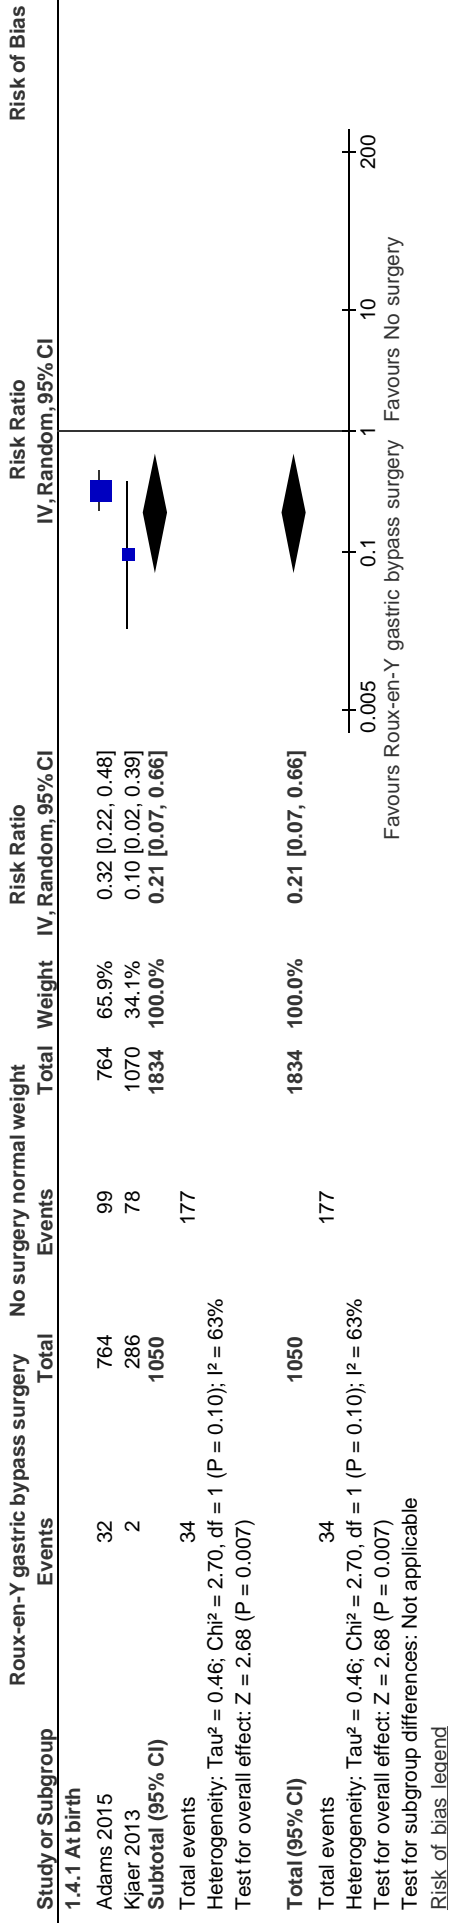 Roux-en-Y gastric bypass surgery No surgery normal weight Risk Ratio Risk Ratio Risk of Bias
Study or Subgroup Events Total Events Total Weight IV, Random, 95% CI IV, Random, 95% CI
1.4.1 At birth
Adams 2015 32 764 99 764 65.9% 0.32 [0.22, 0.48]
Kjaer 2013 2 286 78 1070 34.1% 0.10 [0.02, 0.39]
Subtotal (95% CI) 1050 1834 100.0% 0.21 [0.07, 0.66]
Total events 34 177
Heterogeneity: Tau² = 0.46; Chi² = 2.70, df = 1 (P = 0.10); I² = 63%
Test for overall effect: Z = 2.68 (P = 0.007)
Total (95% CI) 1050 1834 100.0% 0.21 [0.07, 0.66]
Total events 34 177
Heterogeneity: Tau² = 0.46; Chi² = 2.70, df = 1 (P = 0.10); I² = 63%
Test for overall effect: Z = 2.68 (P = 0.007)
Test for subgroup differences: Not applicable
0.005 0.1 1 10 200
Favours Roux-en-Y gastric bypass surgery Favours No surgery
Risk of bias legend